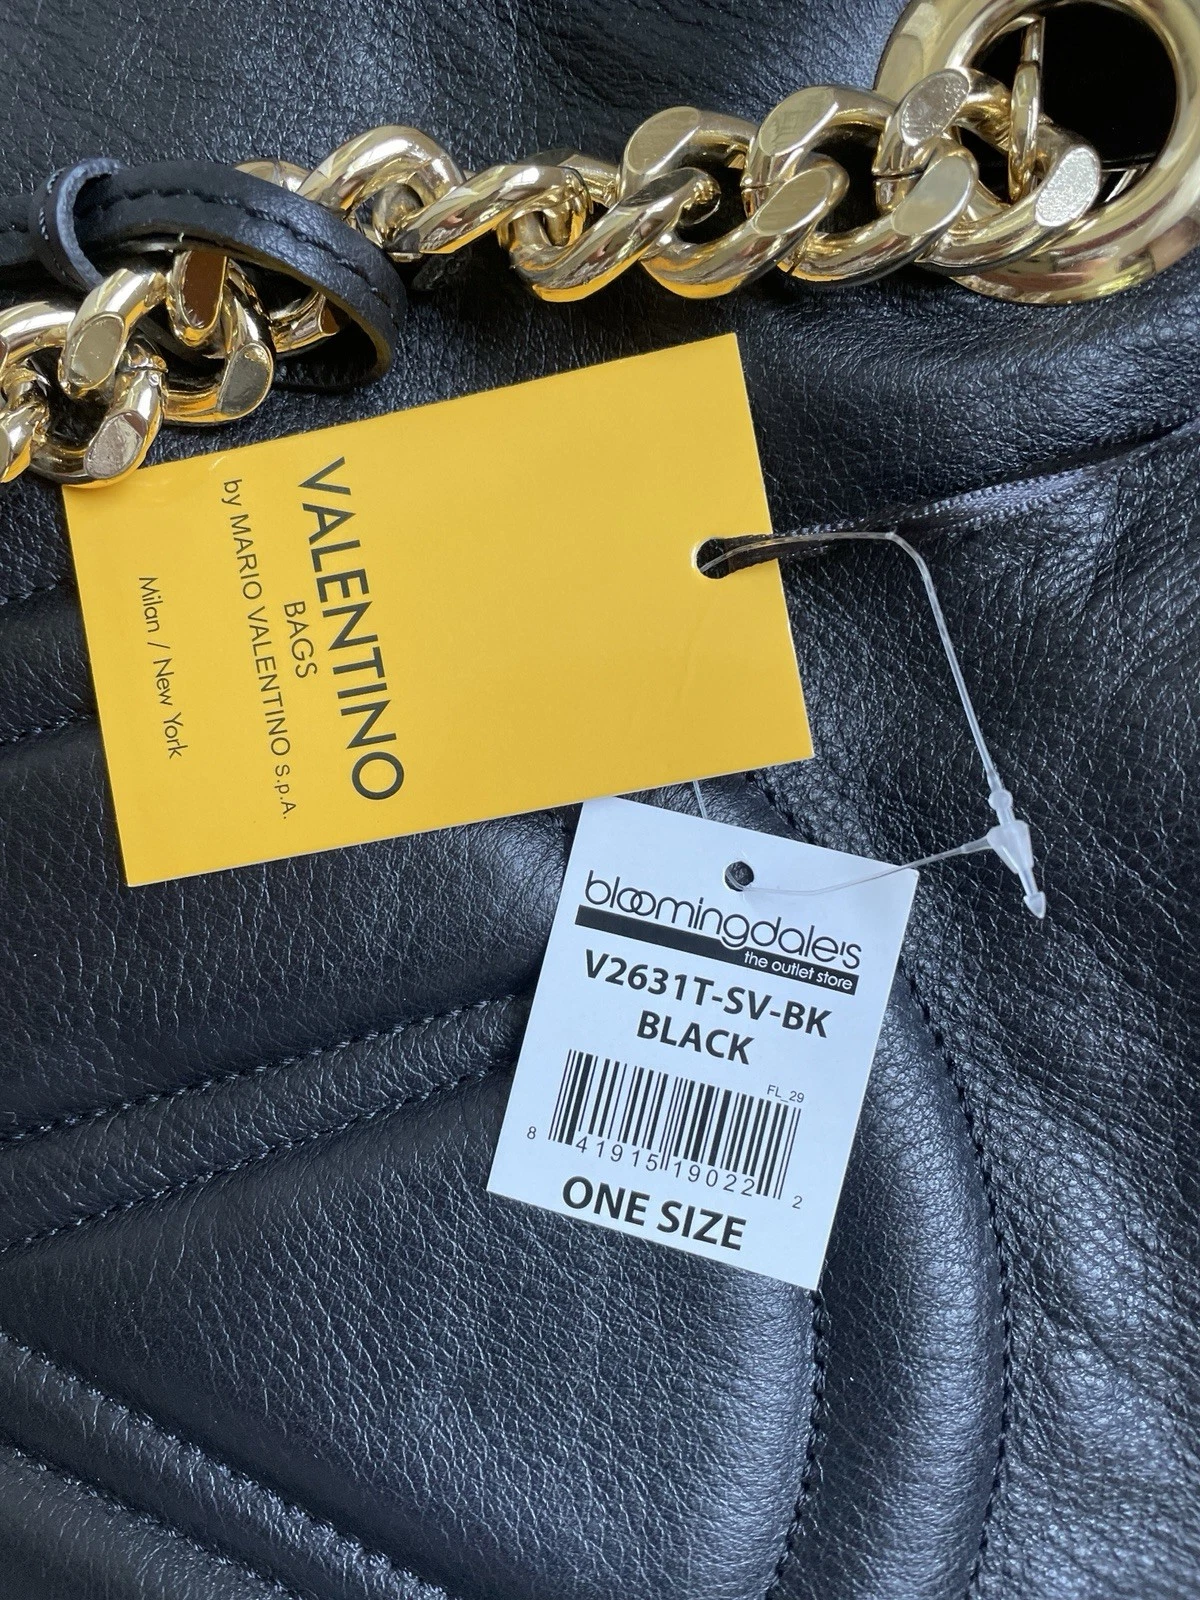 VALENTINO
BAGS
by MARIO VALENTINO S.p.A.
Milan / New York
bloomingdale's
the outlet store
V2631T-SV-BK
BLACK
FL_29
8 41915 19022 2
ONE SIZE